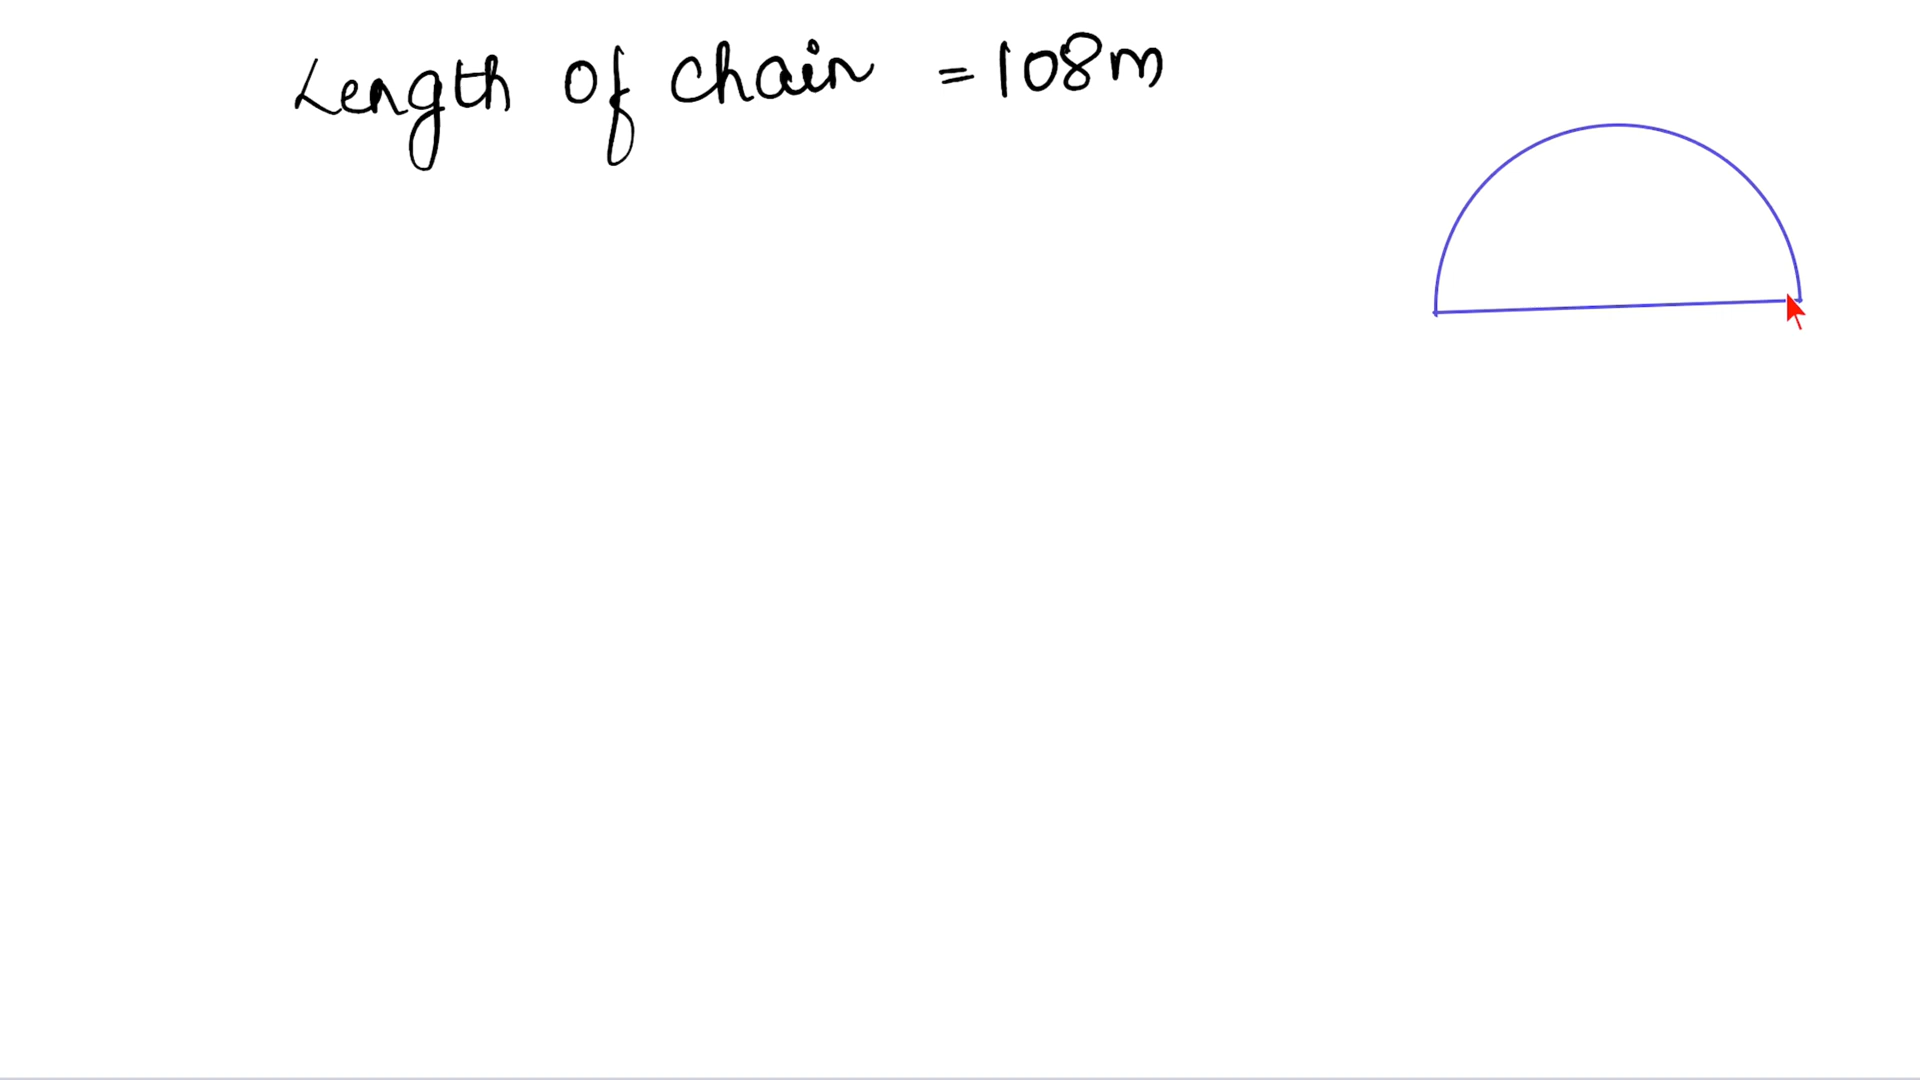 Length of chain = 108m